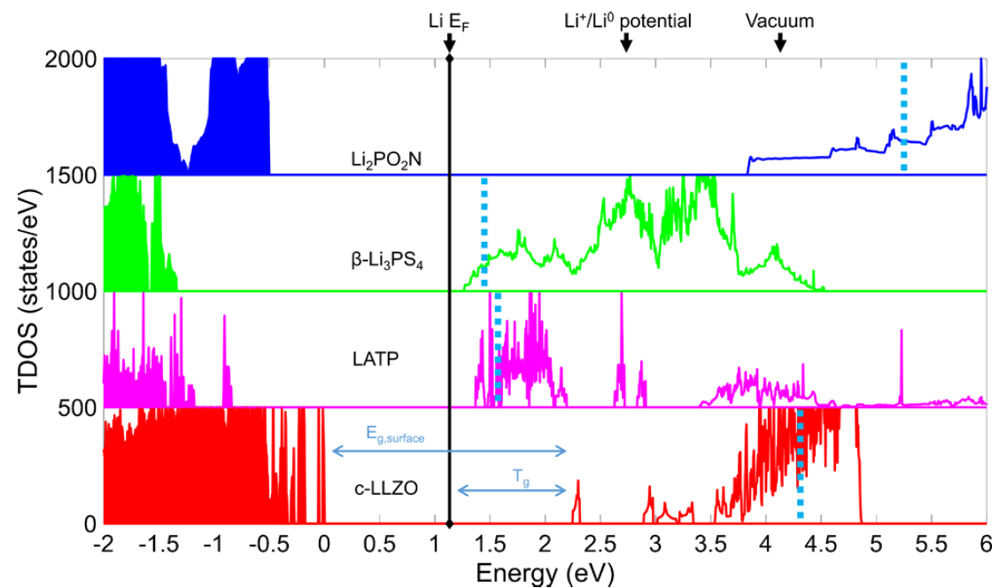 Li E_F Li⁺/Li⁰ potential Vacuum
2000
Li₂PO₂N
1500
β-Li₃PS₄
1000
LATP
500
E_g,surface
T_g
c-LLZO
0
-2 -1.5 -1 -0.5 0 0.5 1 1.5 2 2.5 3 3.5 4 4.5 5 5.5 6
Energy (eV)
TDOS (states/eV)